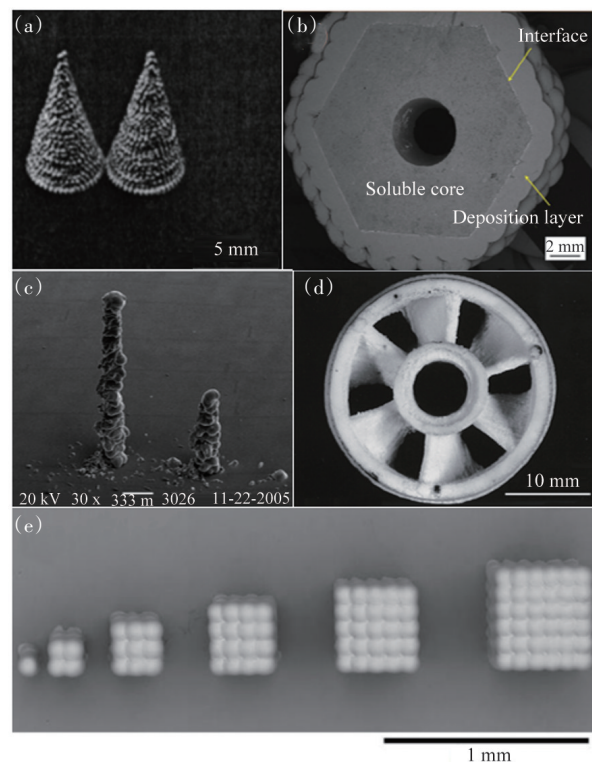 (a)
5 mm
(b)
Interface
Soluble core
Deposition layer
2 mm
(c)
20 kV 30 x 333 m 3026 11-22-2005
(d)
10 mm
(e)
1 mm